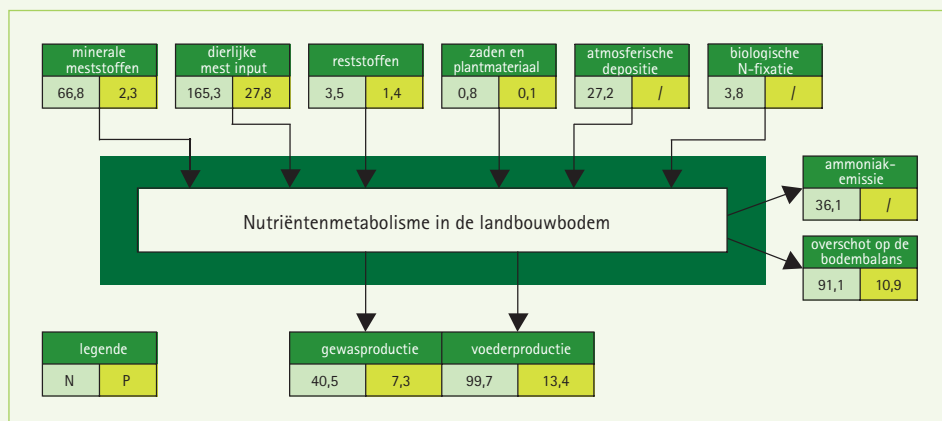 minerale
meststoffen
66,8 2,3
dierlijke
mest input
165,3 27,8
reststoffen
3,5 1,4
zaden en
plantmateriaal
0,8 0,1
atmosferische
depositie
27,2 /
biologische
N-fixatie
3,8 /
Nutriëntenmetabolisme in de landbouwbodem
ammoniak-
emissie
36,1 /
overschot op de
bodembalans
91,1 10,9
legende
N P
gewasproductie
40,5 7,3
voederproductie
99,7 13,4